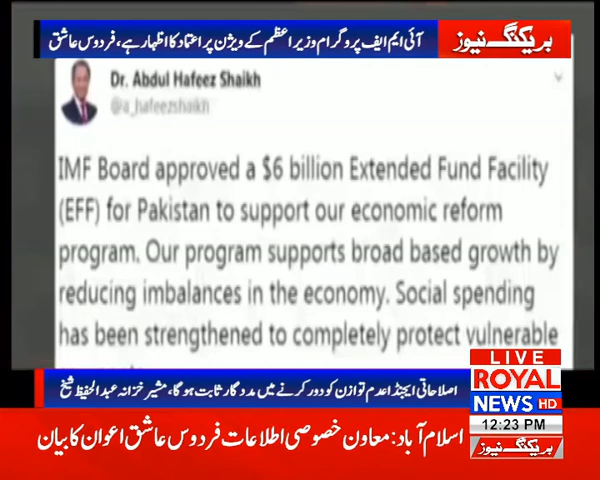 آئی ایم ایف پروگرام وزیراعظم کے ویژن پر اعتماد کا اظہار ہے، فردوس عاشق
بریکنگ نیوز
Dr. Abdul Hafeez Shaikh
@a_hafeezshaikh
IMF Board approved a $6 billion Extended Fund Facility
(EFF) for Pakistan to support our economic reform
program. Our program supports broad based growth by
reducing imbalances in the economy. Social spending
has been strengthened to completely protect vulnerable
اصلاحاتی ایجنڈا عدم توازن کو دور کرنے میں مددگار ثابت ہوگا، مشیر خزانہ عبدالحفیظ شیخ
LIVE
ROYAL
NEWS HD
12:23 PM
بریکنگ نیوز
اسلام آباد: معاون خصوصی اطلاعات فردوس عاشق اعوان کا بیان